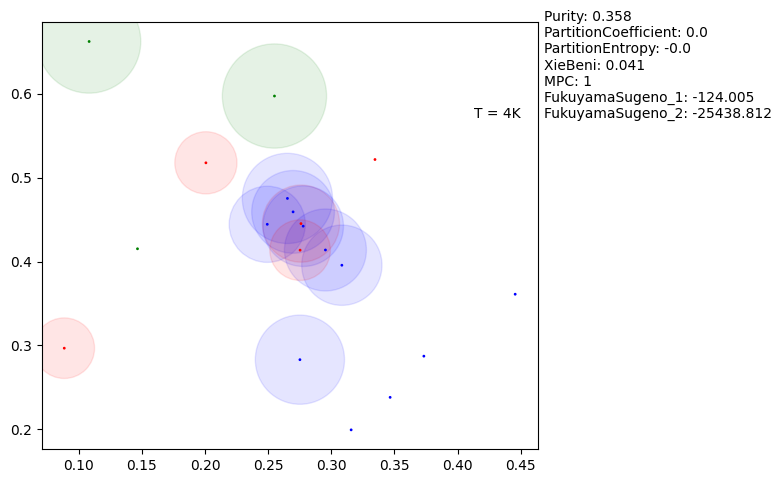 Purity: 0.358
PartitionCoefficient: 0.0
PartitionEntropy: -0.0
XieBeni: 0.041
MPC: 1
FukuyamaSugeno_1: -124.005
FukuyamaSugeno_2: -25438.812
T = 4K
0.6
0.5
0.4
0.3
0.2
0.10 0.15 0.20 0.25 0.30 0.35 0.40 0.45